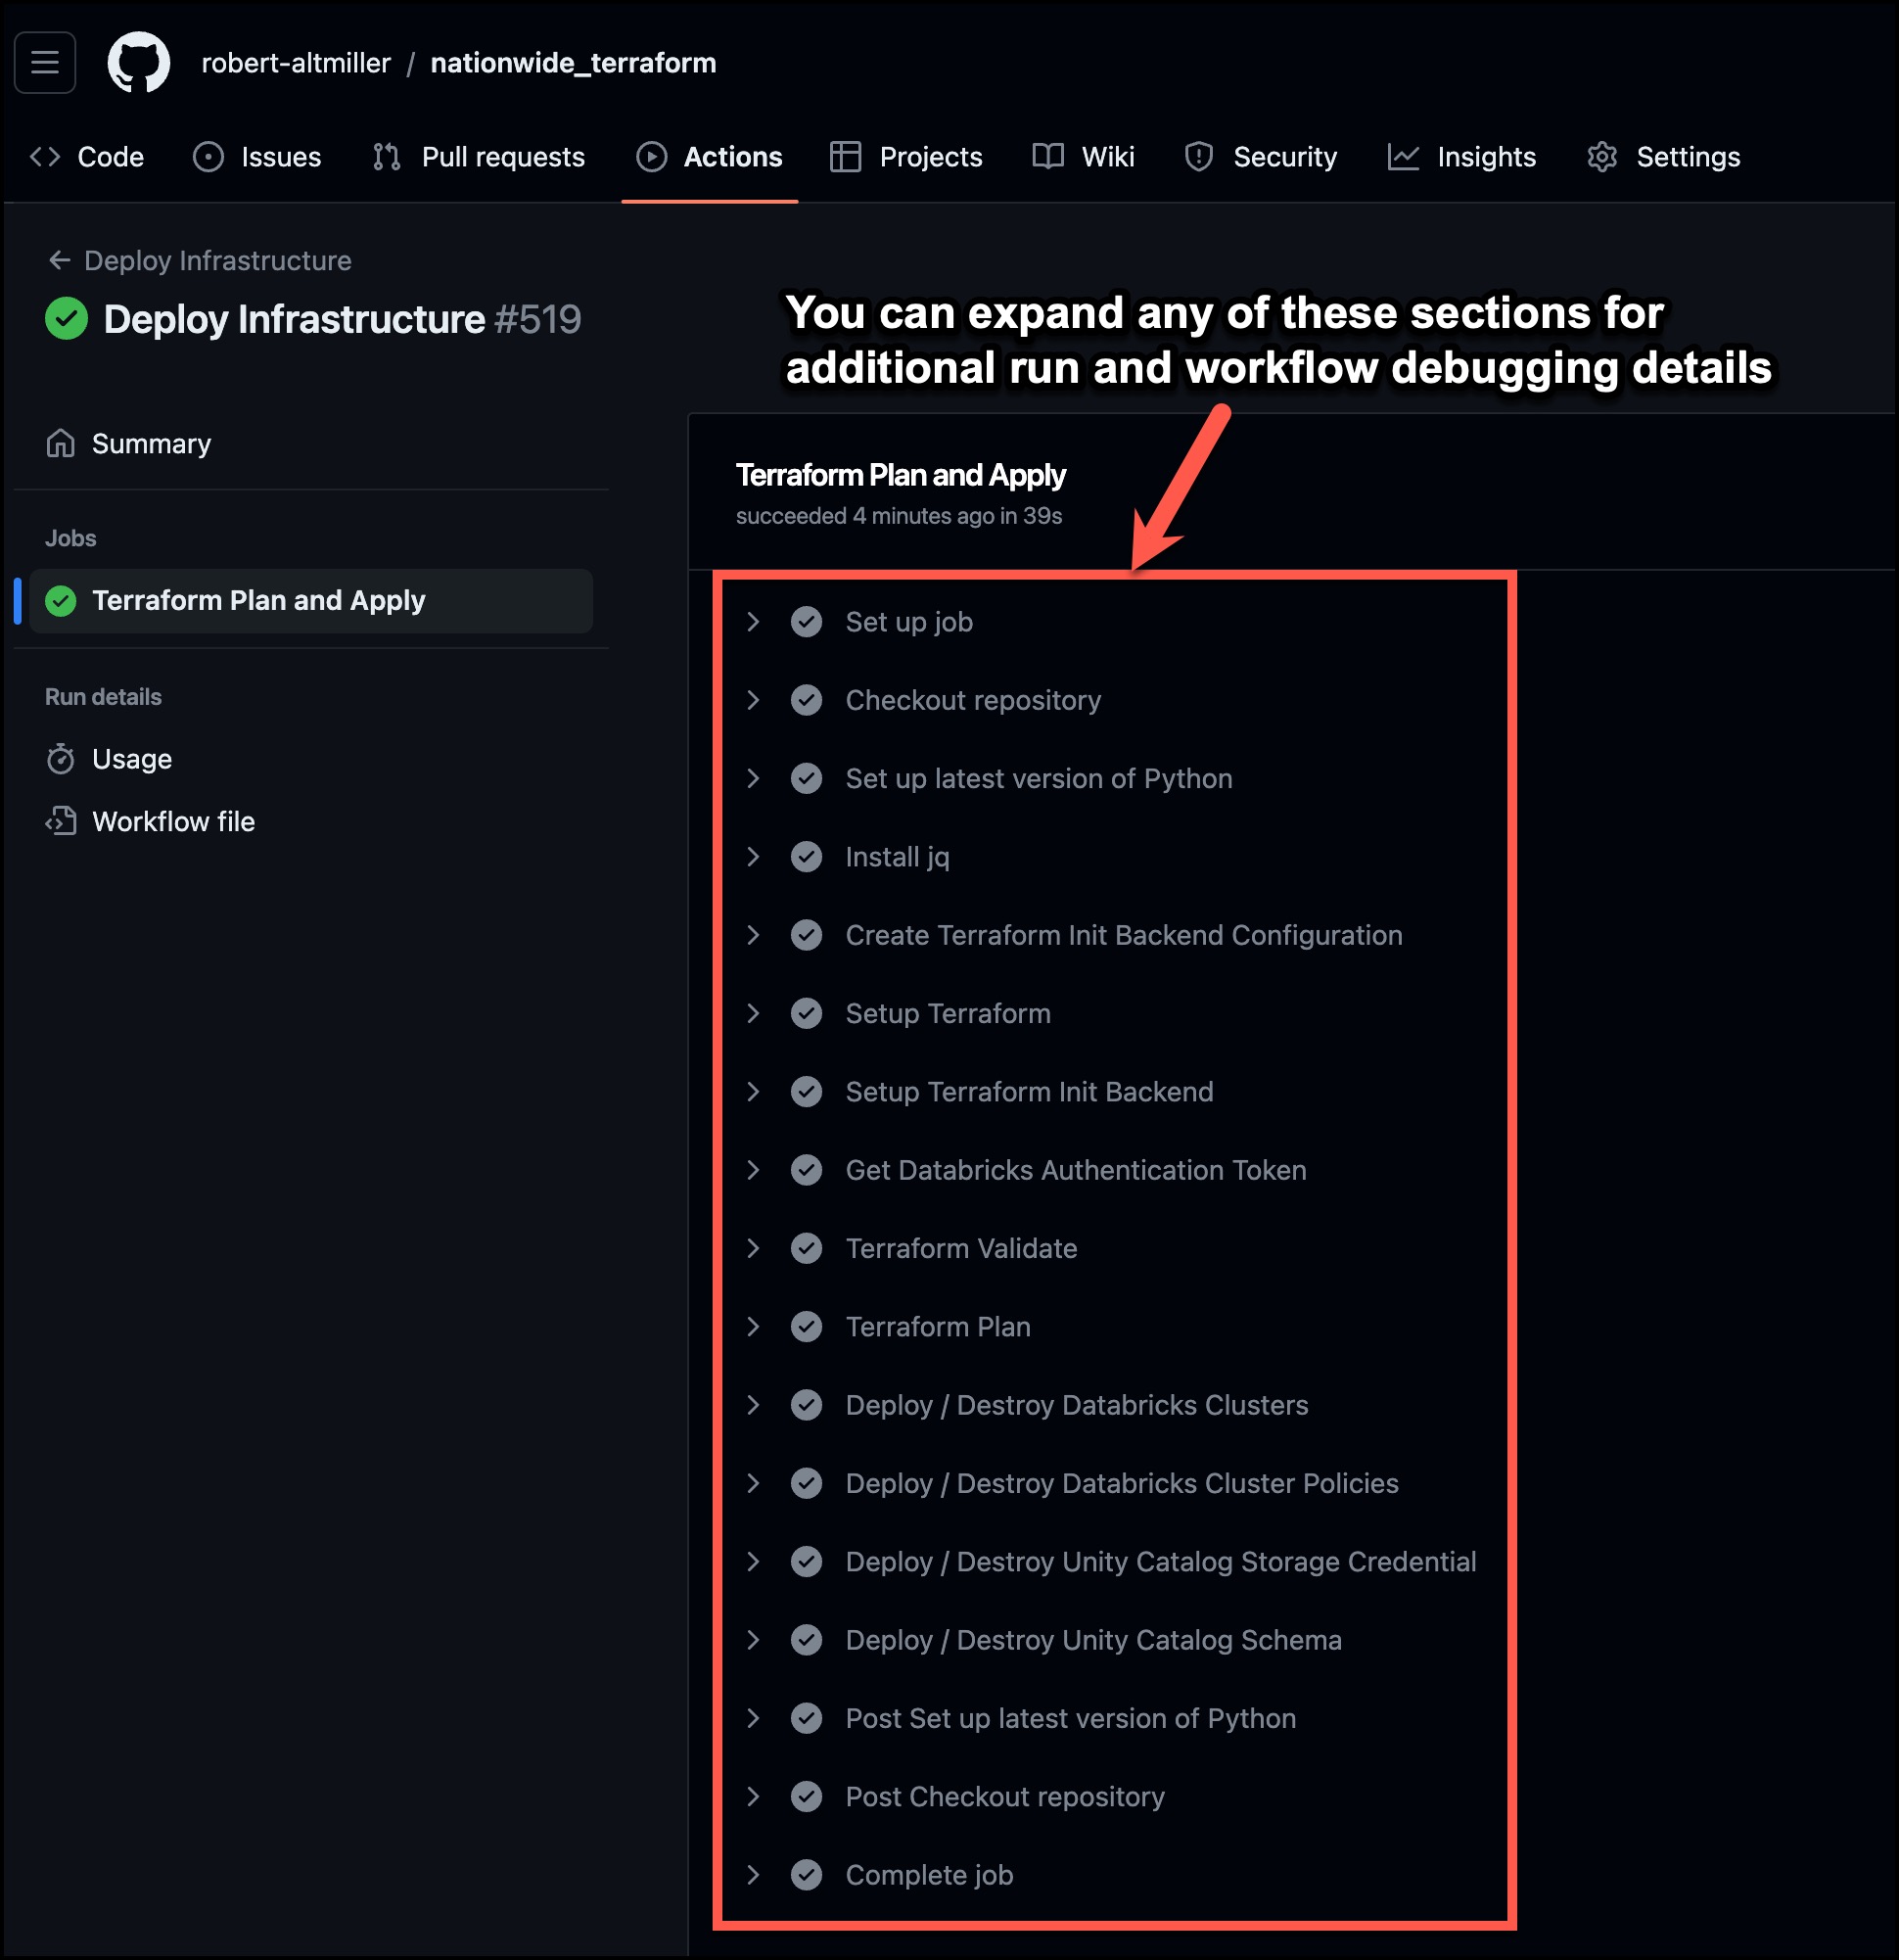 robert-altmiller / nationwide_terraform
Code Issues Pull requests Actions Projects Wiki Security Insights Settings
Deploy Infrastructure
Deploy Infrastructure #519
You can expand any of these sections for
additional run and workflow debugging details
Summary
Jobs
Terraform Plan and Apply
Run details
Usage
Workflow file
Terraform Plan and Apply
succeeded 4 minutes ago in 39s
Set up job
Checkout repository
Set up latest version of Python
Install jq
Create Terraform Init Backend Configuration
Setup Terraform
Setup Terraform Init Backend
Get Databricks Authentication Token
Terraform Validate
Terraform Plan
Deploy / Destroy Databricks Clusters
Deploy / Destroy Databricks Cluster Policies
Deploy / Destroy Unity Catalog Storage Credential
Deploy / Destroy Unity Catalog Schema
Post Set up latest version of Python
Post Checkout repository
Complete job